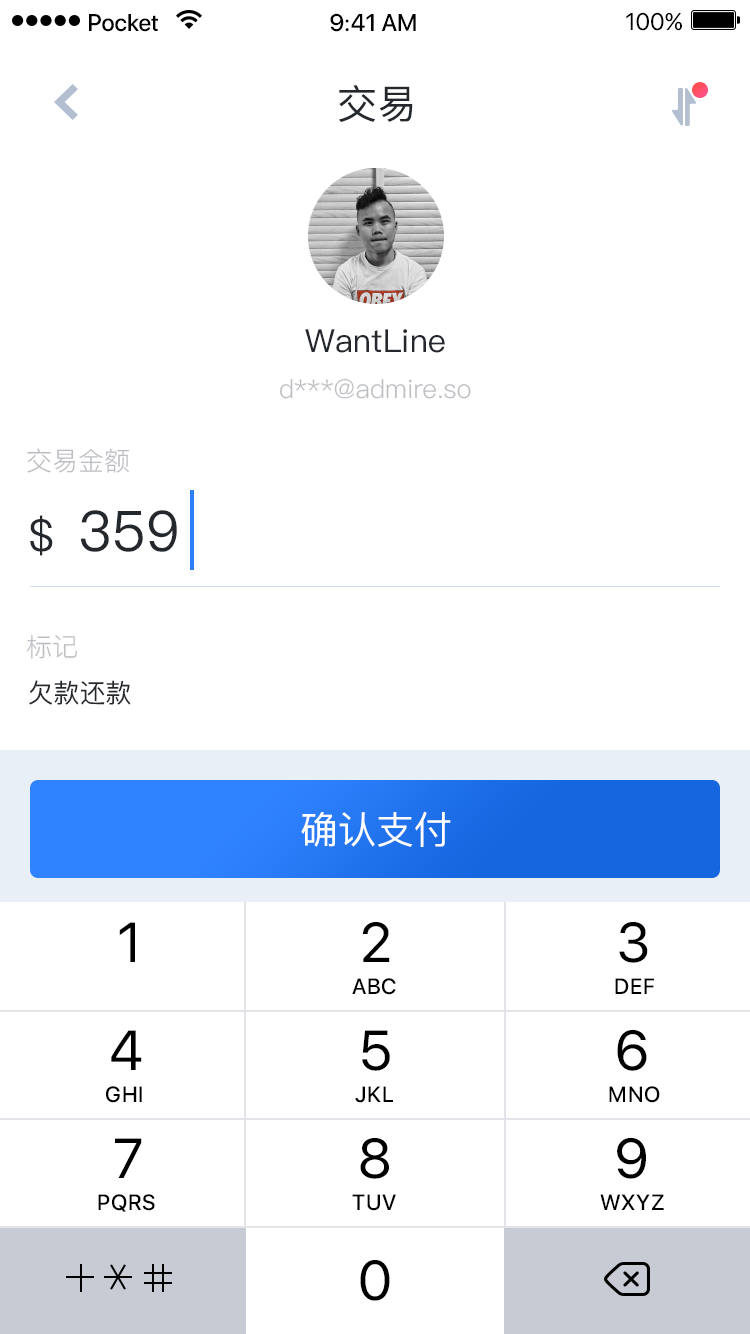 ●●●●● Pocket 9:41 AM 100%
交易
OBEY
WantLine
d***@admire.so
交易金额
$ 359
标记
欠款还款
确认支付
1 2 3
ABC DEF
4 5 6
GHI JKL MNO
7 8 9
PQRS TUV WXYZ
+*# 0